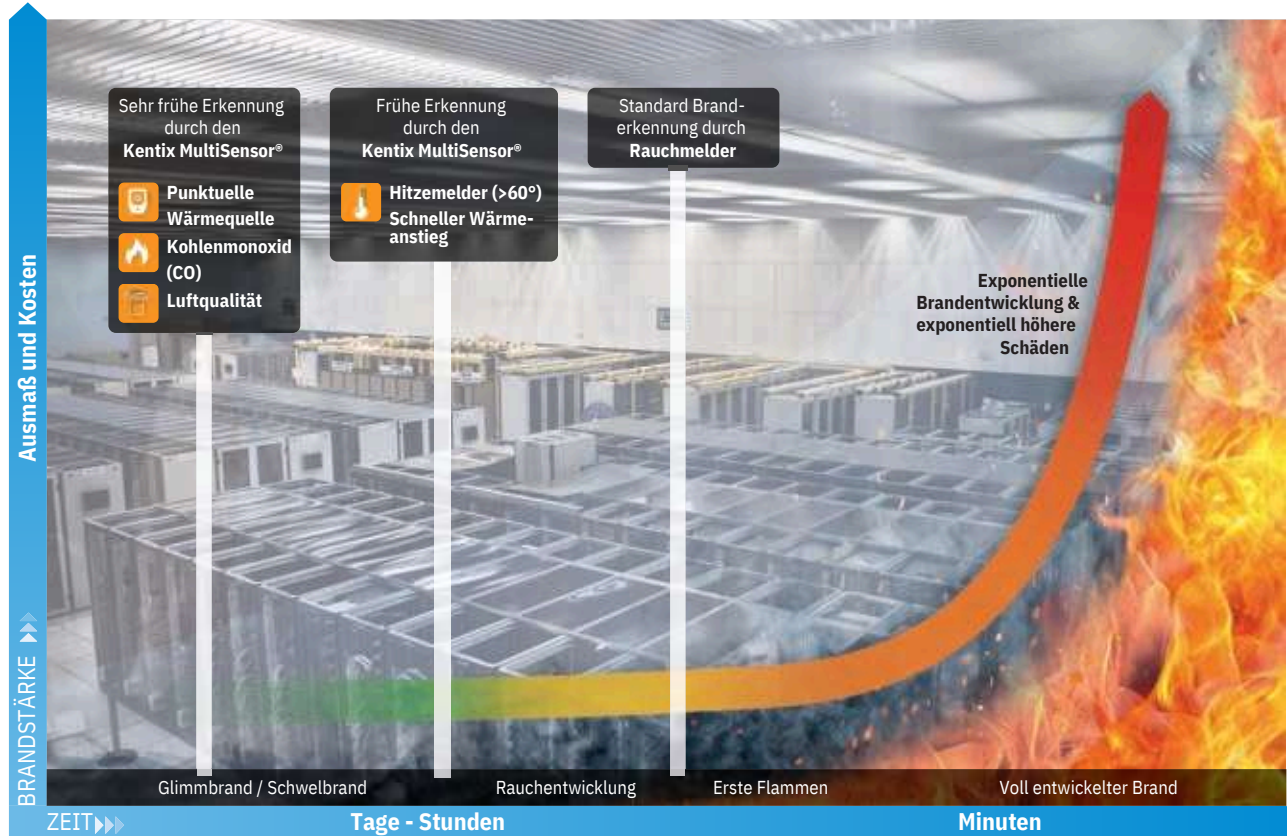 Sehr frühe Erkennung
durch den
Kentix MultiSensor®
Punktuelle
Wärmequelle
Kohlenmonoxid
(CO)
Luftqualität
Frühe Erkennung
durch den
Kentix MultiSensor®
Hitzemelder (>60°)
Schneller Wärme-
anstieg
Standard Brand-
erkennung durch
Rauchmelder
Exponentielle
Brandentwicklung &
exponentiell höhere
Schäden
Ausmaß und Kosten
BRANDSTÄRKE
Glimmbrand / Schwelbrand
Rauchentwicklung
Erste Flammen
Voll entwickelter Brand
ZEIT
Tage - Stunden
Minuten